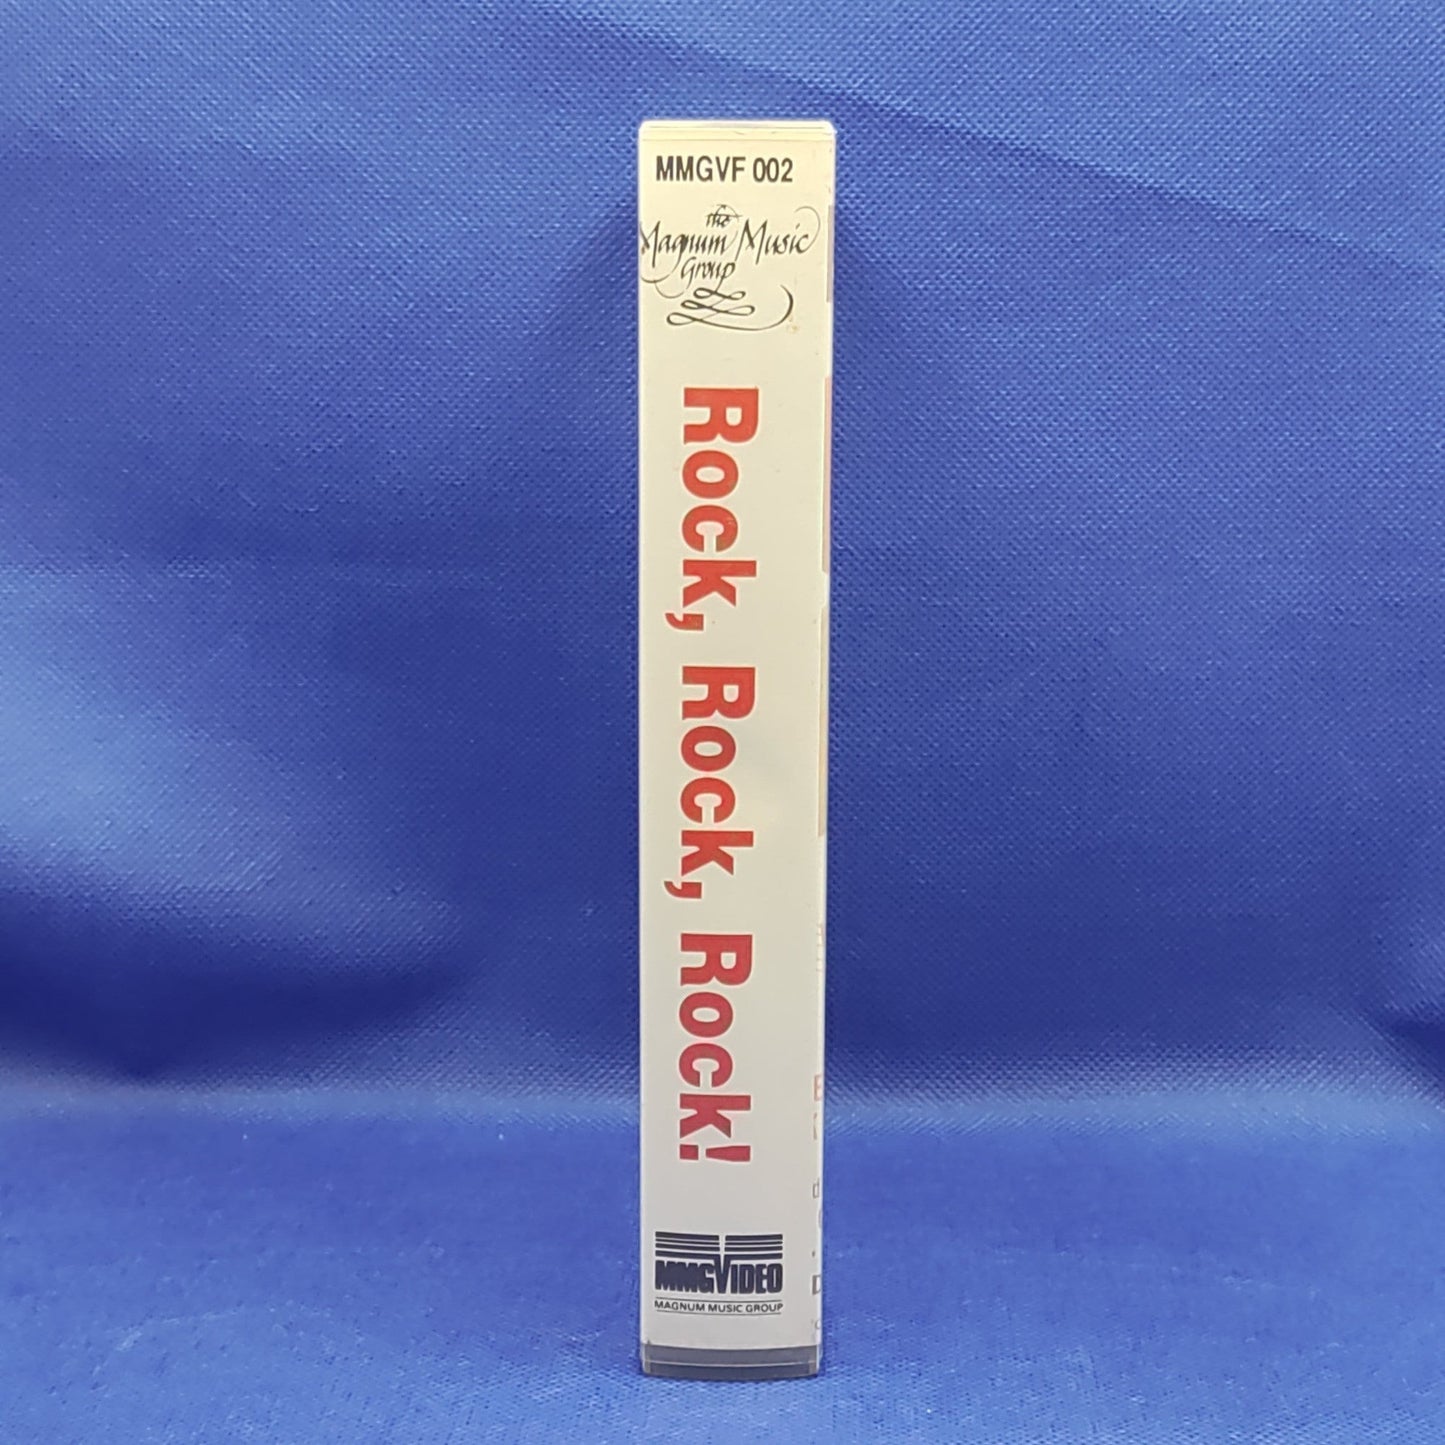 MMGVF 002
the
Magnum Music
Group
Rock, Rock, Rock!
MMGVIDEO
MAGNUM MUSIC GROUP